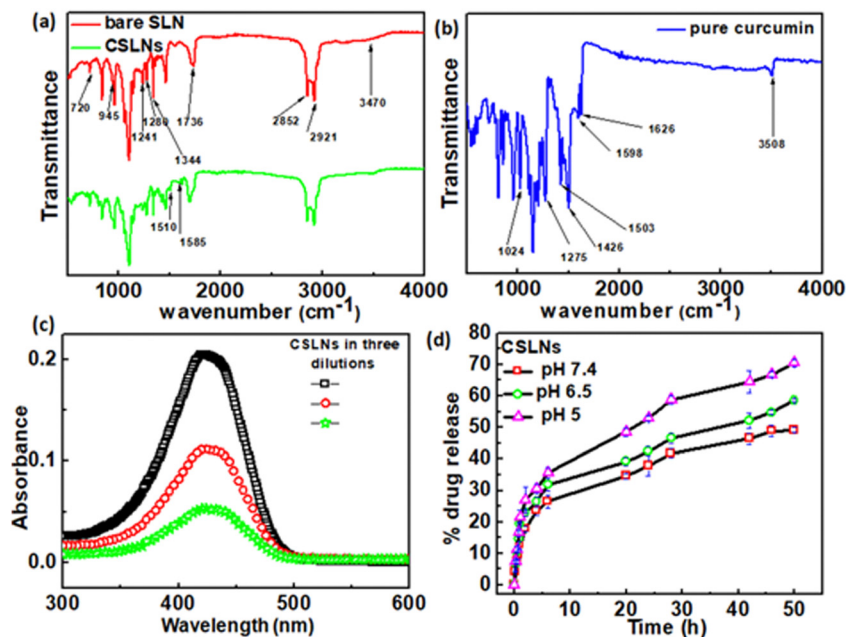 (a)
bare SLN
CSLNs
Transmittance
720
945
1241
1280
1344
1736
2852
2921
3470
1510
1585
1000 2000 3000 4000
wavenumber (cm⁻¹)
(b)
pure curcumin
Transmittance
1024
1275
1426
1503
1598
1626
3508
1000 2000 3000 4000
wavenumber (cm⁻¹)
(c)
CSLNs in three
dilutions
Absorbance
0.2
0.1
0.0
300 400 500 600
Wavelength (nm)
(d)
CSLNs
pH 7.4
pH 6.5
pH 5
% drug release
80
70
60
50
40
30
20
10
0
0 10 20 30 40 50
Time (h)